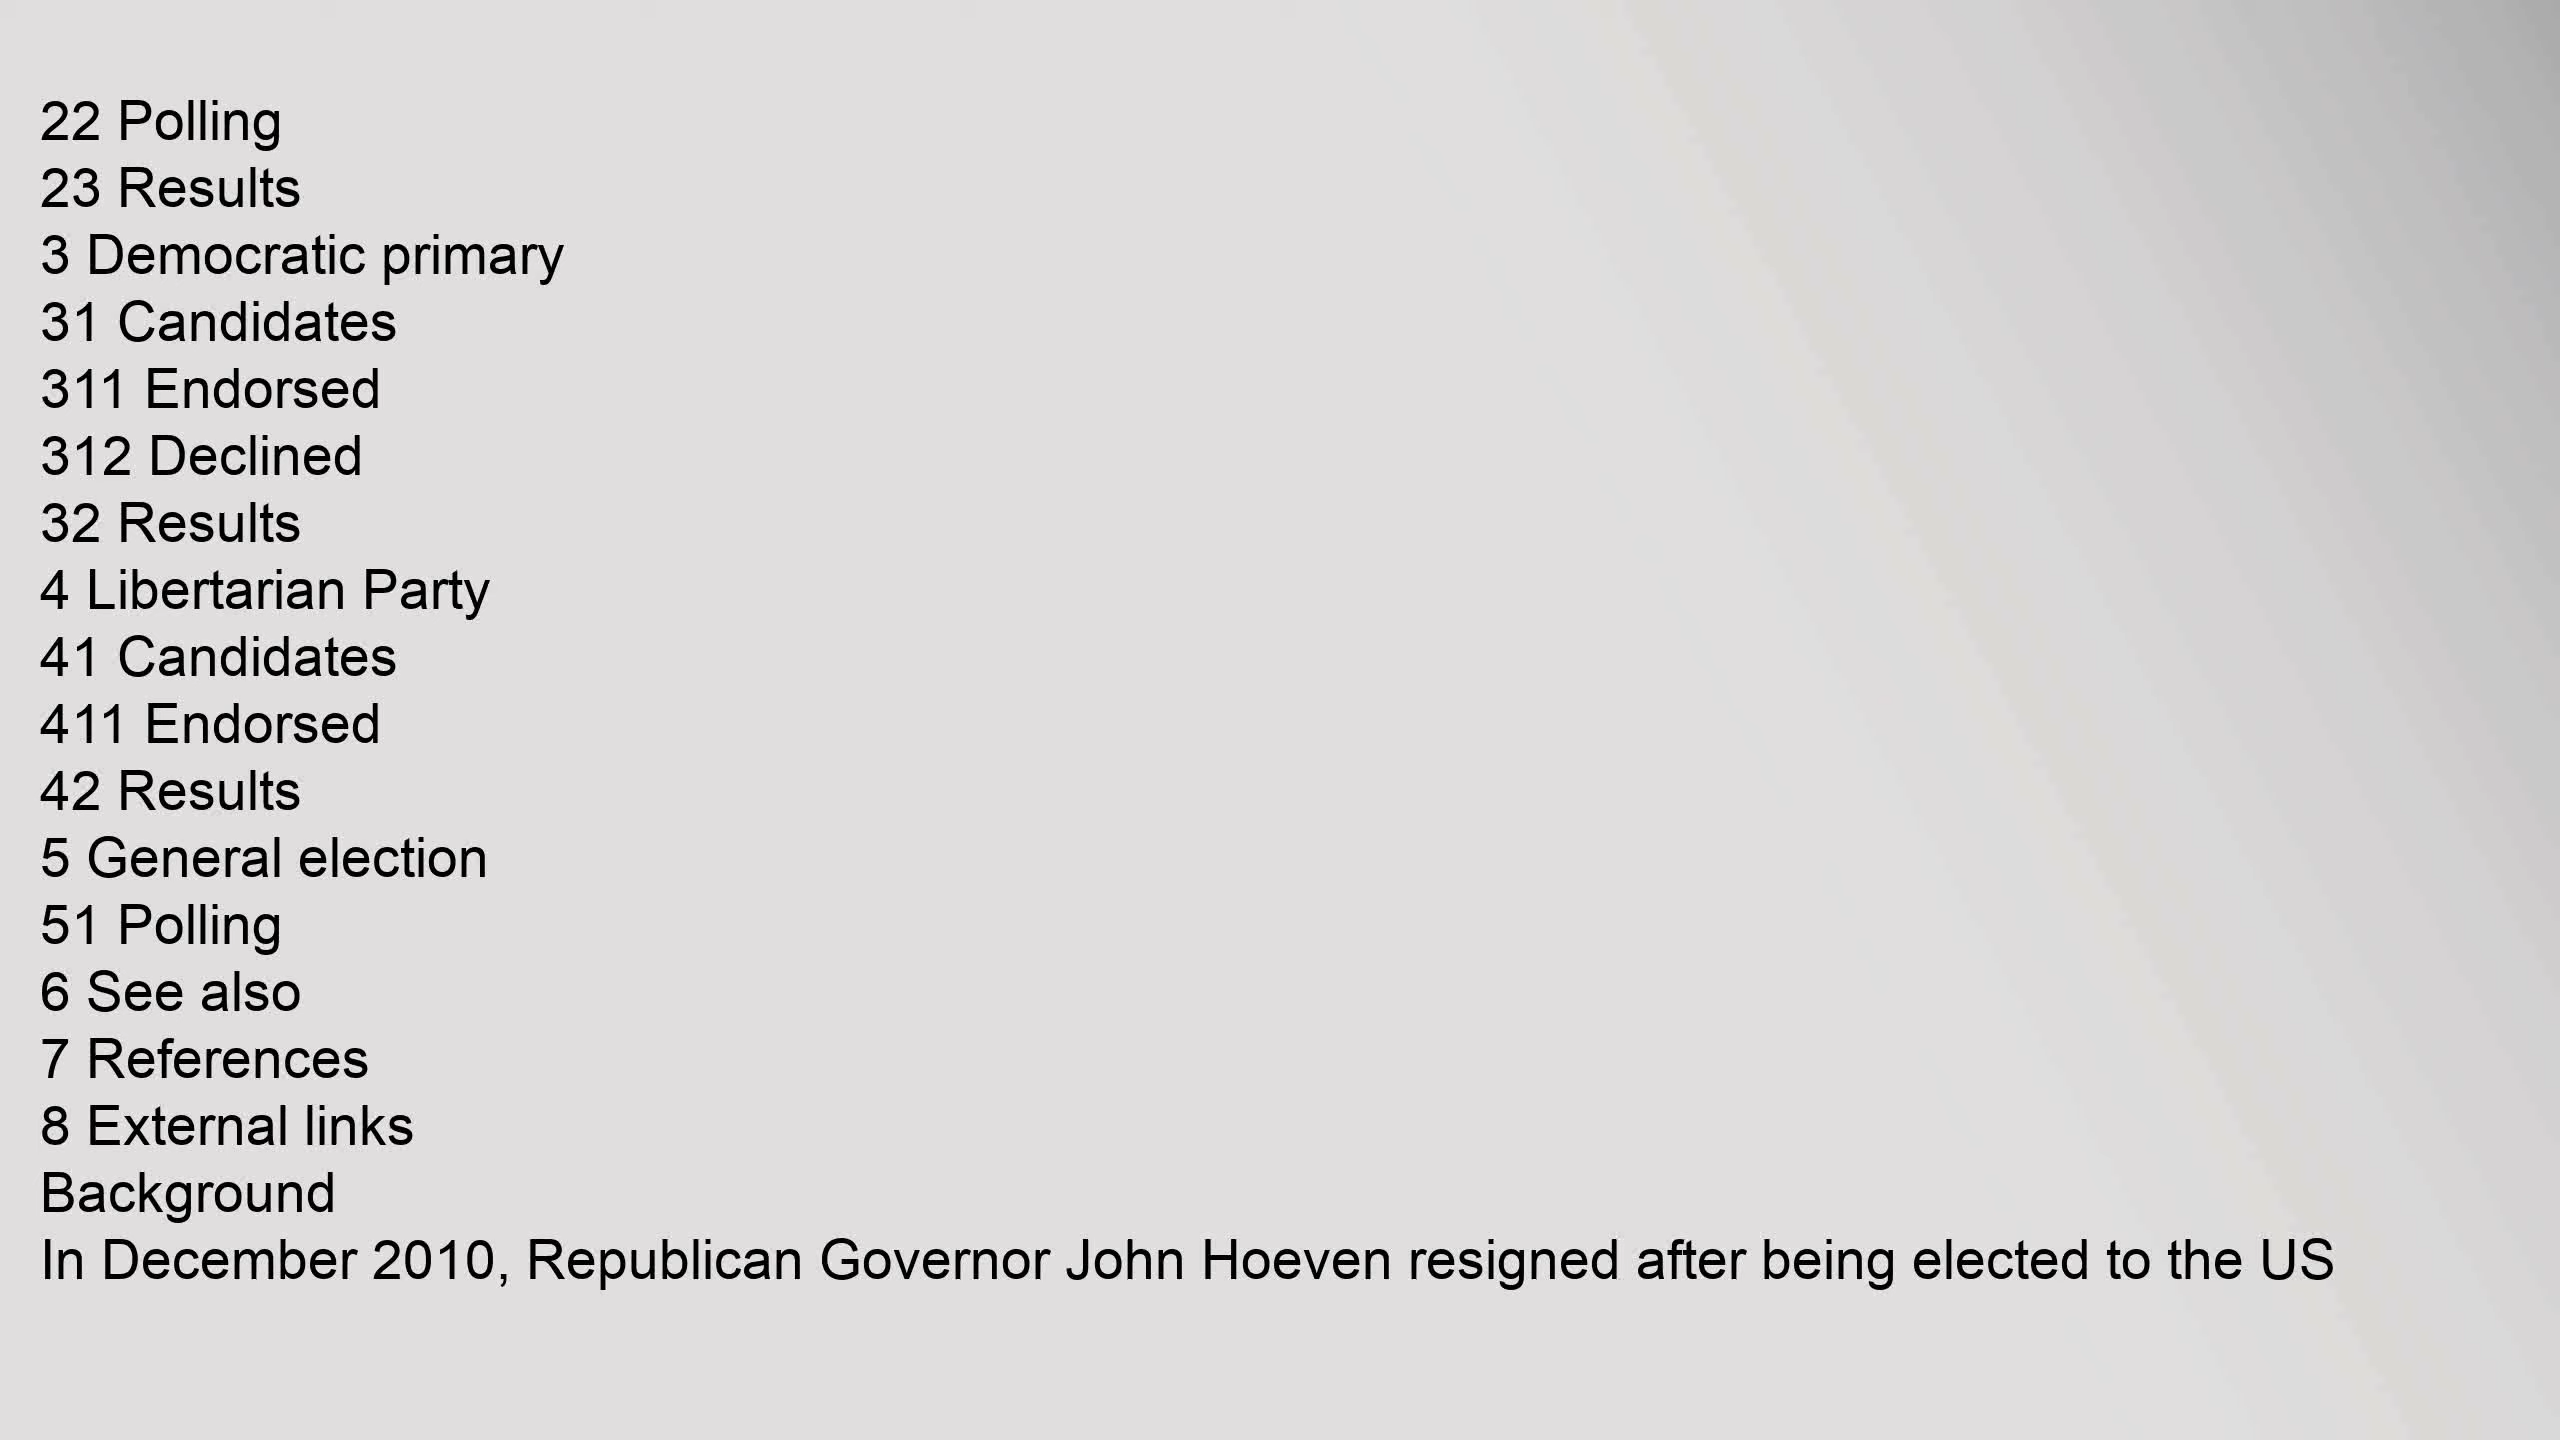 22 Polling
23 Results
3 Democratic primary
31 Candidates
311 Endorsed
312 Declined
32 Results
4 Libertarian Party
41 Candidates
411 Endorsed
42 Results
5 General election
51 Polling
6 See also
7 References
8 External links
Background
In December 2010, Republican Governor John Hoeven resigned after being elected to the US